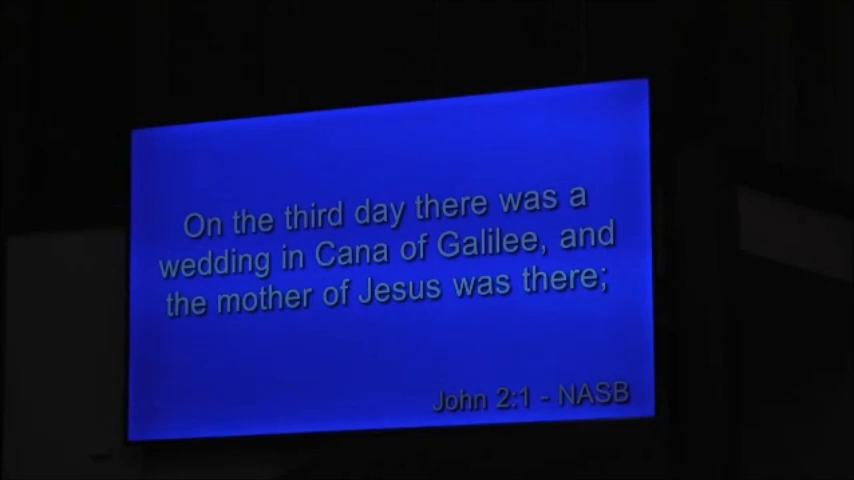 On the third day there was a
wedding in Cana of Galilee, and
the mother of Jesus was there;
John 2:1 - NASB